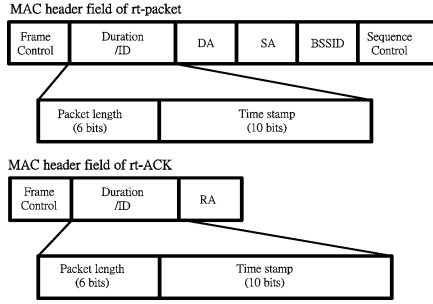 MAC header field of rt-packet
Frame Control
Duration /ID
DA
SA
BSSID
Sequence Control
Packet length (6 bits)
Time stamp (10 bits)
MAC header field of rt-ACK
Frame Control
Duration /ID
RA
Packet length (6 bits)
Time stamp (10 bits)